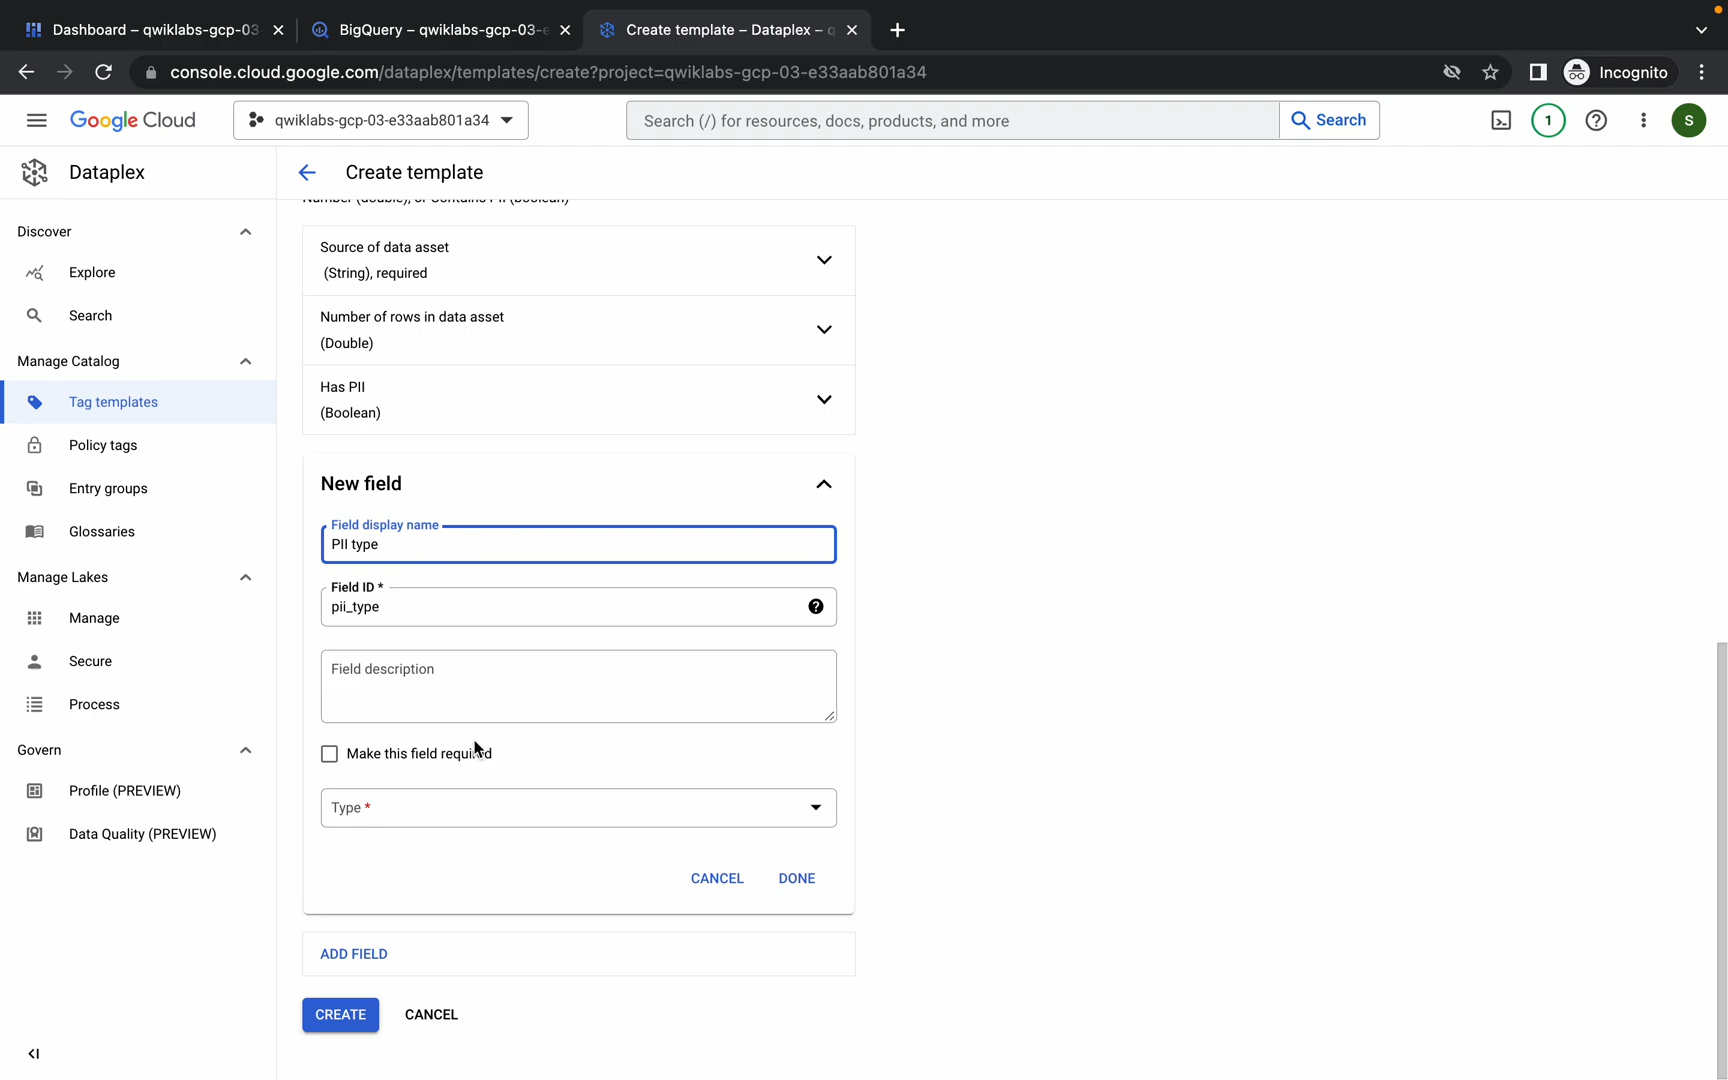 Dashboard – qwiklabs-gcp-03
BigQuery – qwiklabs-gcp-03-e
Create template – Dataplex – q
console.cloud.google.com/dataplex/templates/create?project=qwiklabs-gcp-03-e33aab801a34
Incognito
Google Cloud
qwiklabs-gcp-03-e33aab801a34
Search (/) for resources, docs, products, and more
Search
1
S
Dataplex
Create template
Number (double), or Contains PII (boolean)
Discover
Explore
Search
Manage Catalog
Tag templates
Policy tags
Entry groups
Glossaries
Manage Lakes
Manage
Secure
Process
Govern
Profile (PREVIEW)
Data Quality (PREVIEW)
Source of data asset
(String), required
Number of rows in data asset
(Double)
Has PII
(Boolean)
New field
Field display name
PII type
Field ID *
pii_type
Field description
Make this field required
Type *
CANCEL
DONE
ADD FIELD
CREATE
CANCEL